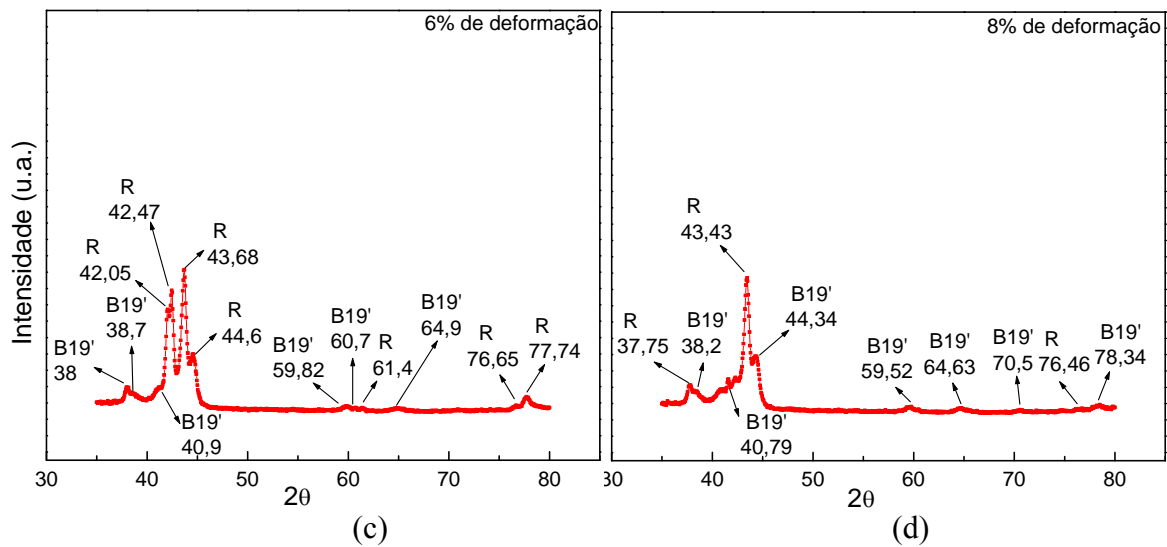 6% de deformação
Intensidade (u.a.)
R
42,47
R
42,05
R
43,68
B19'
38,7
B19'
38
R
44,6
B19'
40,9
B19'
59,82
B19'
60,7
R
61,4
B19'
64,9
R
76,65
R
77,74
30 40 50 60 70 80
2θ
(c)
8% de deformação
R
43,43
R
37,75
B19'
38,2
B19'
44,34
B19'
40,79
B19'
59,52
B19'
64,63
B19'
70,5
R
76,46
B19'
78,34
30 40 50 60 70 80
2θ
(d)